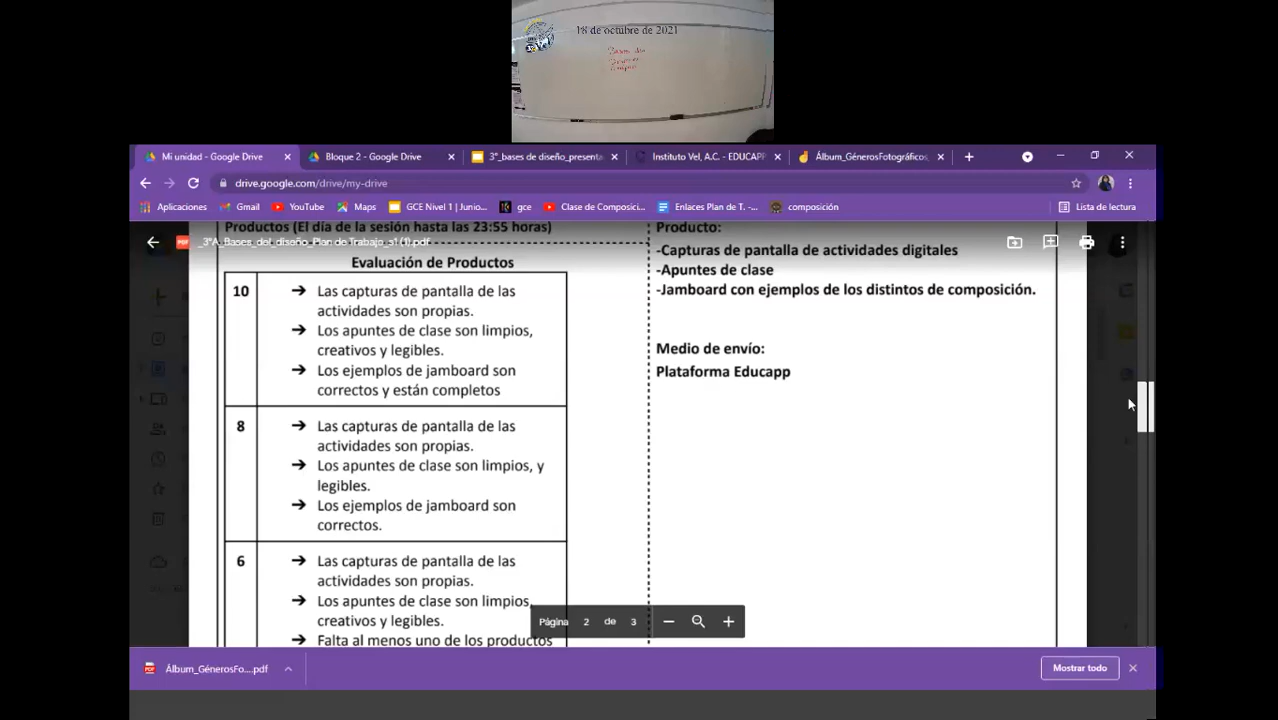 18 de octubre de 2021
Mi unidad - Google Drive
Bloque 2 - Google Drive
3°_bases de diseño_presenta
Instituto Vel, A.C. - EDUCAPP
Álbum_GénerosFotográficos_
drive.google.com/drive/my-drive
Aplicaciones
Gmail
YouTube
Maps
GCE Nivel 1 | Junio...
gce
Clase de Composici...
Enlaces Plan de T. -...
composición
Lista de lectura
Productos (El día de la sesión hasta las 23:55 horas)
Producto:
_3°A_Bases_del_diseño_Plan de Trabajo_s1 (1).pdf
Evaluación de Productos
-Capturas de pantalla de actividades digitales
-Apuntes de clase
-Jamboard con ejemplos de los distintos de composición.
Medio de envío:
Plataforma Educapp
10
➔ Las capturas de pantalla de las
actividades son propias.
➔ Los apuntes de clase son limpios,
creativos y legibles.
➔ Los ejemplos de jamboard son
correctos y están completos
8
➔ Las capturas de pantalla de las
actividades son propias.
➔ Los apuntes de clase son limpios, y
legibles.
➔ Los ejemplos de jamboard son
correctos.
6
➔ Las capturas de pantalla de las
actividades son propias.
➔ Los apuntes de clase son limpios,
creativos y legibles.
➔ Falta al menos uno de los productos
Página 2 de 3
Álbum_GénerosFo....pdf
Mostrar todo